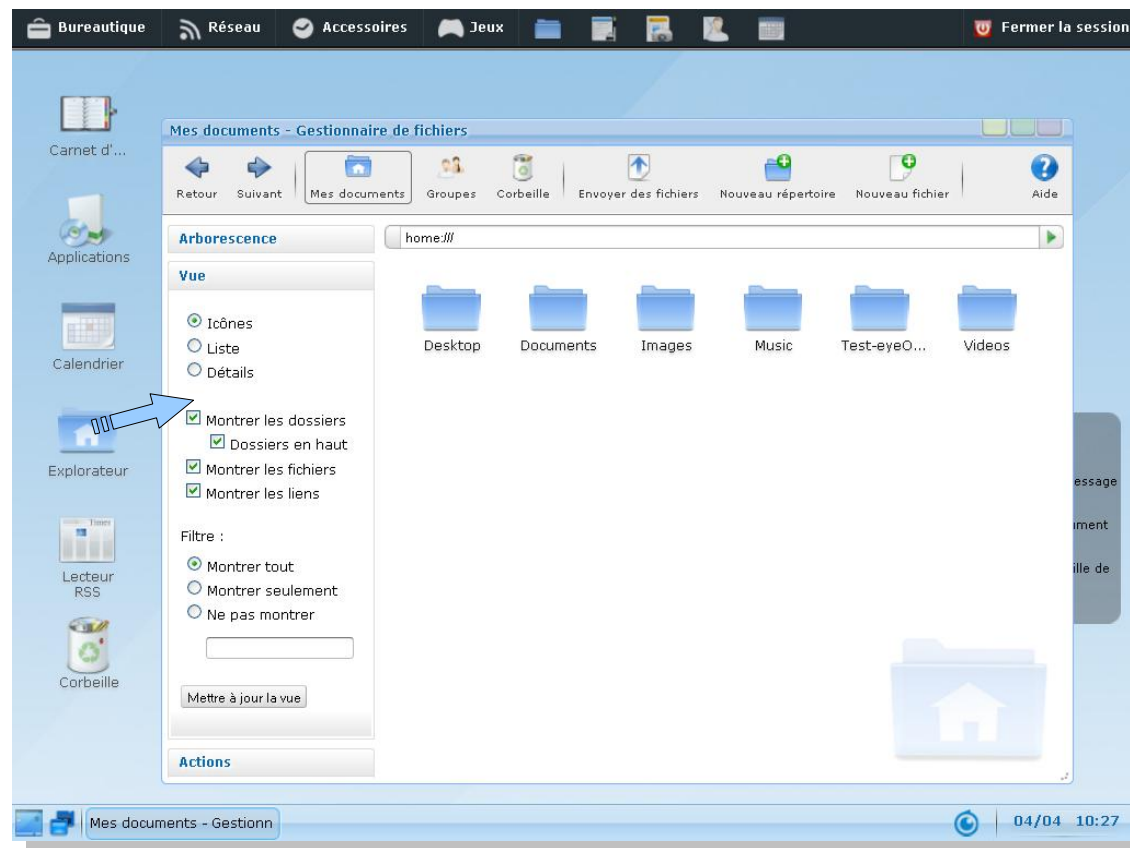 Bureautique Réseau Accessoires Jeux Fermer la session
Carnet d'...
Applications
Calendrier
Explorateur
Times
Lecteur
RSS
Corbeille
Mes documents - Gestionnaire de fichiers
Retour Suivant Mes documents Groupes Corbeille Envoyer des fichiers Nouveau répertoire Nouveau fichier Aide
Arborescence
home:///
Vue
Icônes
Liste
Détails
Montrer les dossiers
Dossiers en haut
Montrer les fichiers
Montrer les liens
Filtre :
Montrer tout
Montrer seulement
Ne pas montrer
Mettre à jour la vue
Actions
Desktop Documents Images Music Test-eyeO... Videos
essage
ument
ille de
Mes documents - Gestionn
04/04 10:27